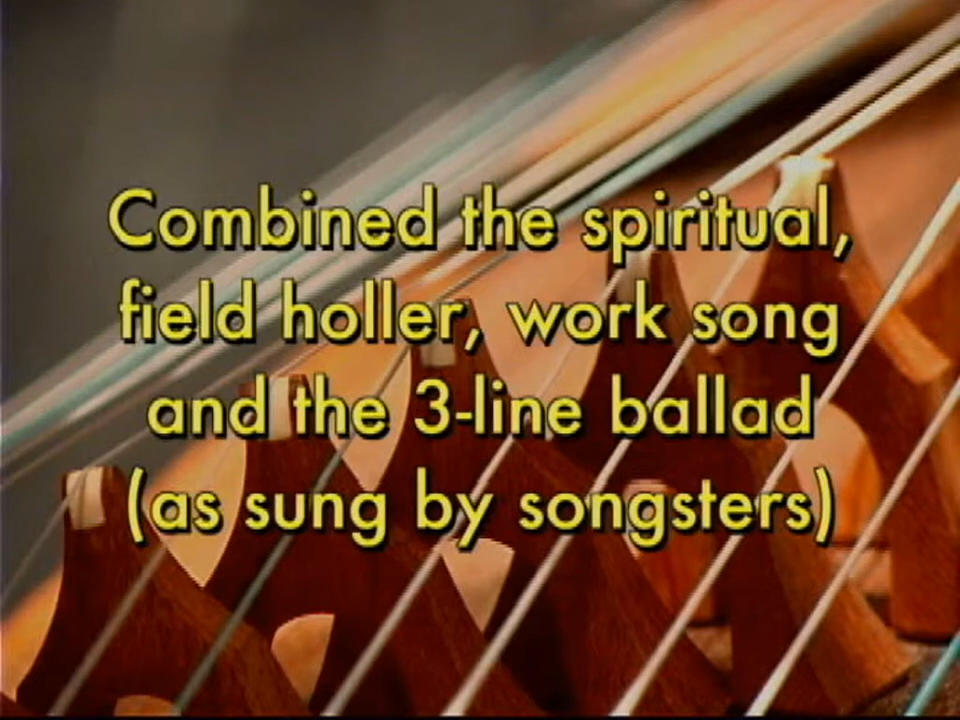 Combined the spiritual,
field holler, work song
and the 3-line ballad
(as sung by songsters)